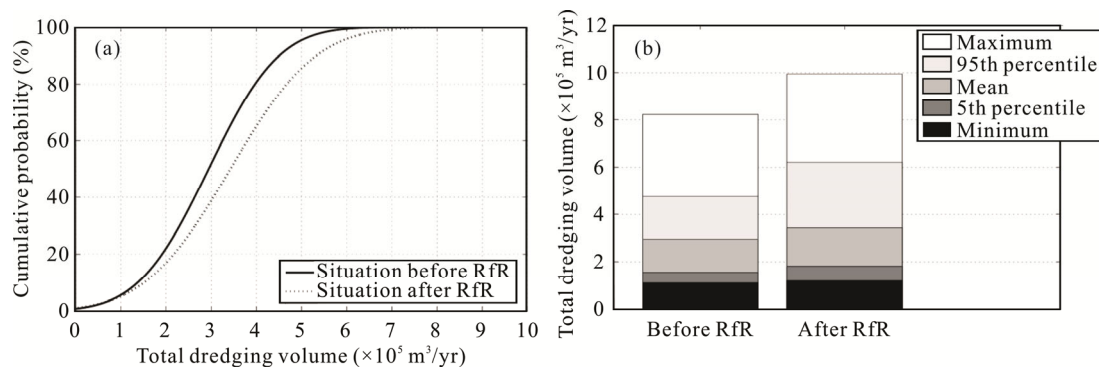 (a)
Cumulative probability (%)
100
80
60
40
20
0
0 1 2 3 4 5 6 7 8 9 10
Total dredging volume (×10⁵ m³/yr)
Situation before RfR
Situation after RfR
(b)
Total dredging volume (×10⁵ m³/yr)
12
10
8
6
4
2
0
Before RfR After RfR
Maximum
95th percentile
Mean
5th percentile
Minimum